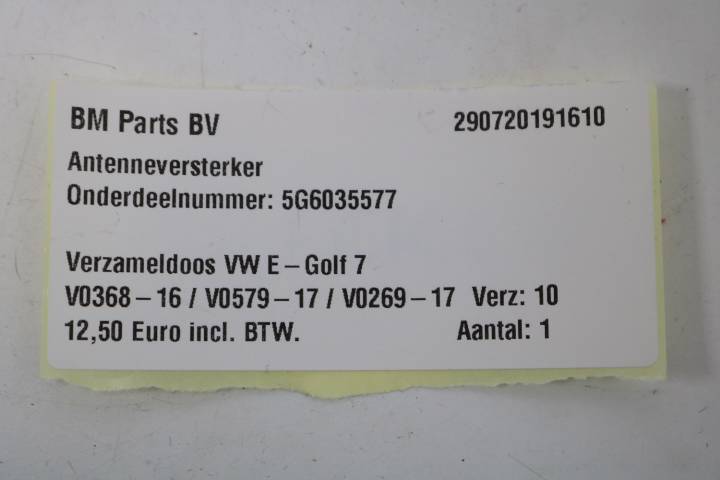 BM Parts BV 290720191610
Antenneversterker
Onderdeelnummer: 5G6035577
Verzameldoos VW E – Golf 7
V0368 – 16 / V0579 – 17 / V0269 – 17 Verz: 10
12,50 Euro incl. BTW. Aantal: 1